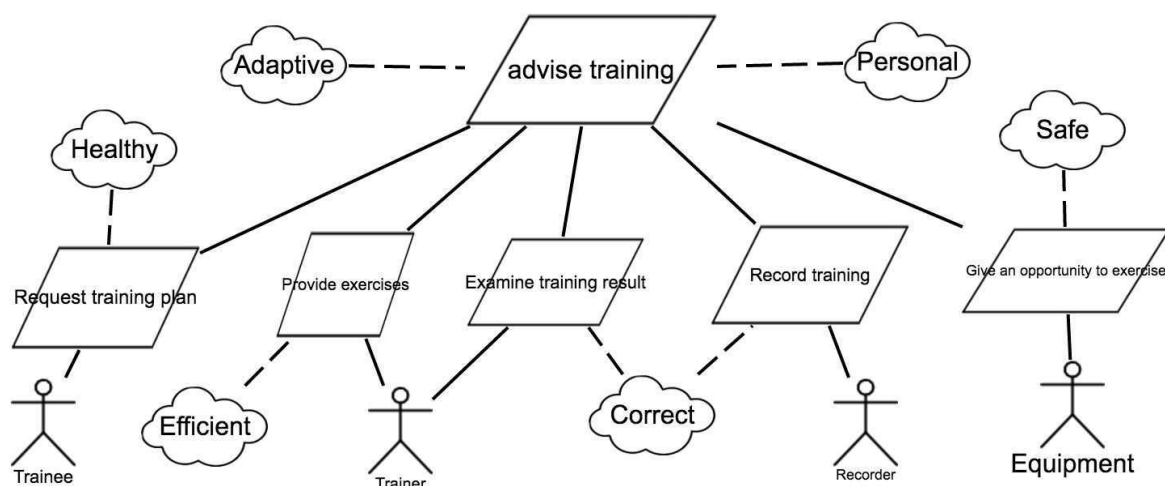 Adaptive
advise training
Personal
Healthy
Safe
Request training plan
Provide exercises
Examine training result
Record training
Give an opportunity to exercise
Efficient
Correct
Trainee
Trainer
Recorder
Equipment